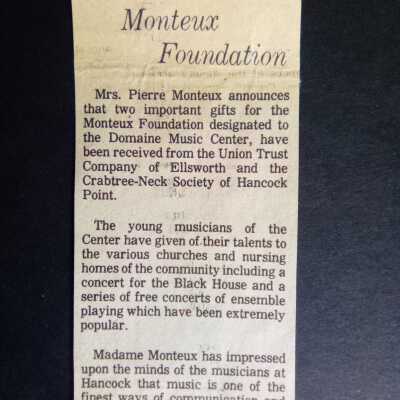 Monteux
Foundation
Mrs. Pierre Monteux announces
that two important gifts for the
Monteux Foundation designated to
the Domaine Music Center, have
been received from the Union Trust
Company of Ellsworth and the
Crabtree-Neck Society of Hancock
Point.
The young musicians of the
Center have given of their talents to
the various churches and nursing
homes of the community including a
concert for the Black House and a
series of free concerts of ensemble
playing which have been extremely
popular.
Madame Monteux has impressed
upon the minds of the musicians at
Hancock that music is one of the
finest ways of communication and